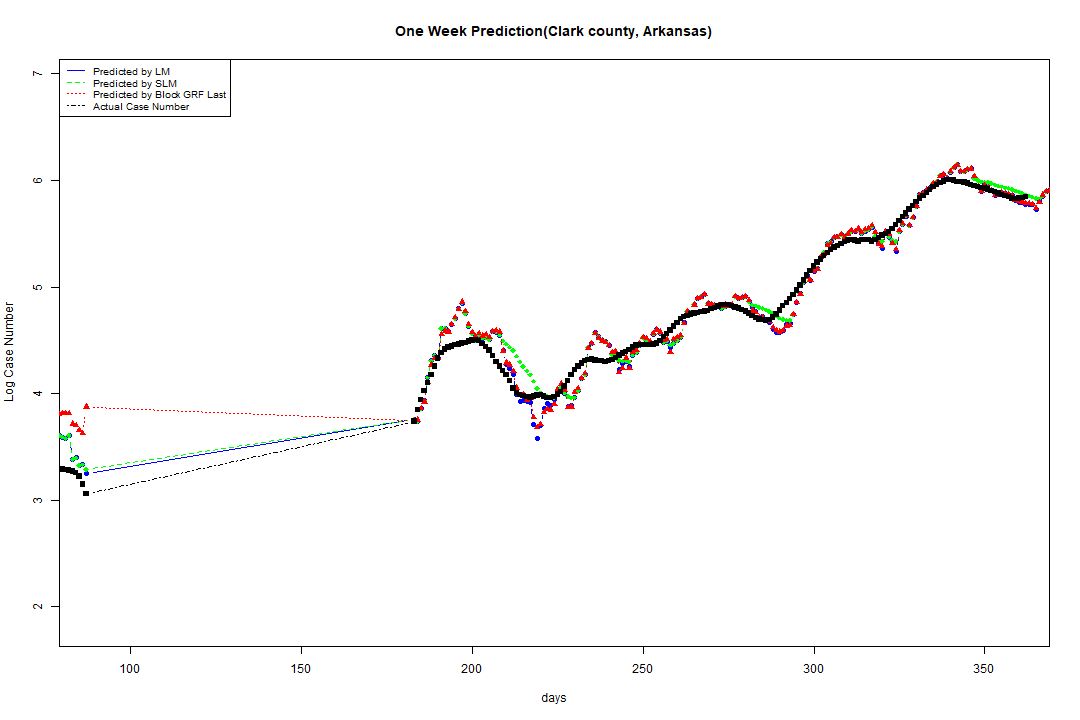 One Week Prediction(Clark county, Arkansas)
Predicted by LM
Predicted by SLM
Predicted by Block GRF Last
Actual Case Number
7
6
5
4
3
2
Log Case Number
100 150 200 250 300 350
days